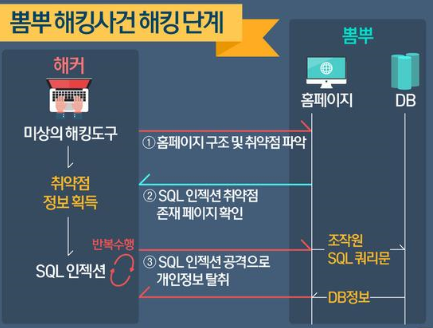 뽐뿌 해킹사건 해킹 단계
해커
미상의 해킹도구
취약점
정보 획득
반복수행
SQL 인젝션
① 홈페이지 구조 및 취약점 파악
② SQL 인젝션 취약점
존재 페이지 확인
③ SQL 인젝션 공격으로
개인정보 탈취
뽐뿌
홈페이지
DB
조작원
SQL 쿼리문
DB정보